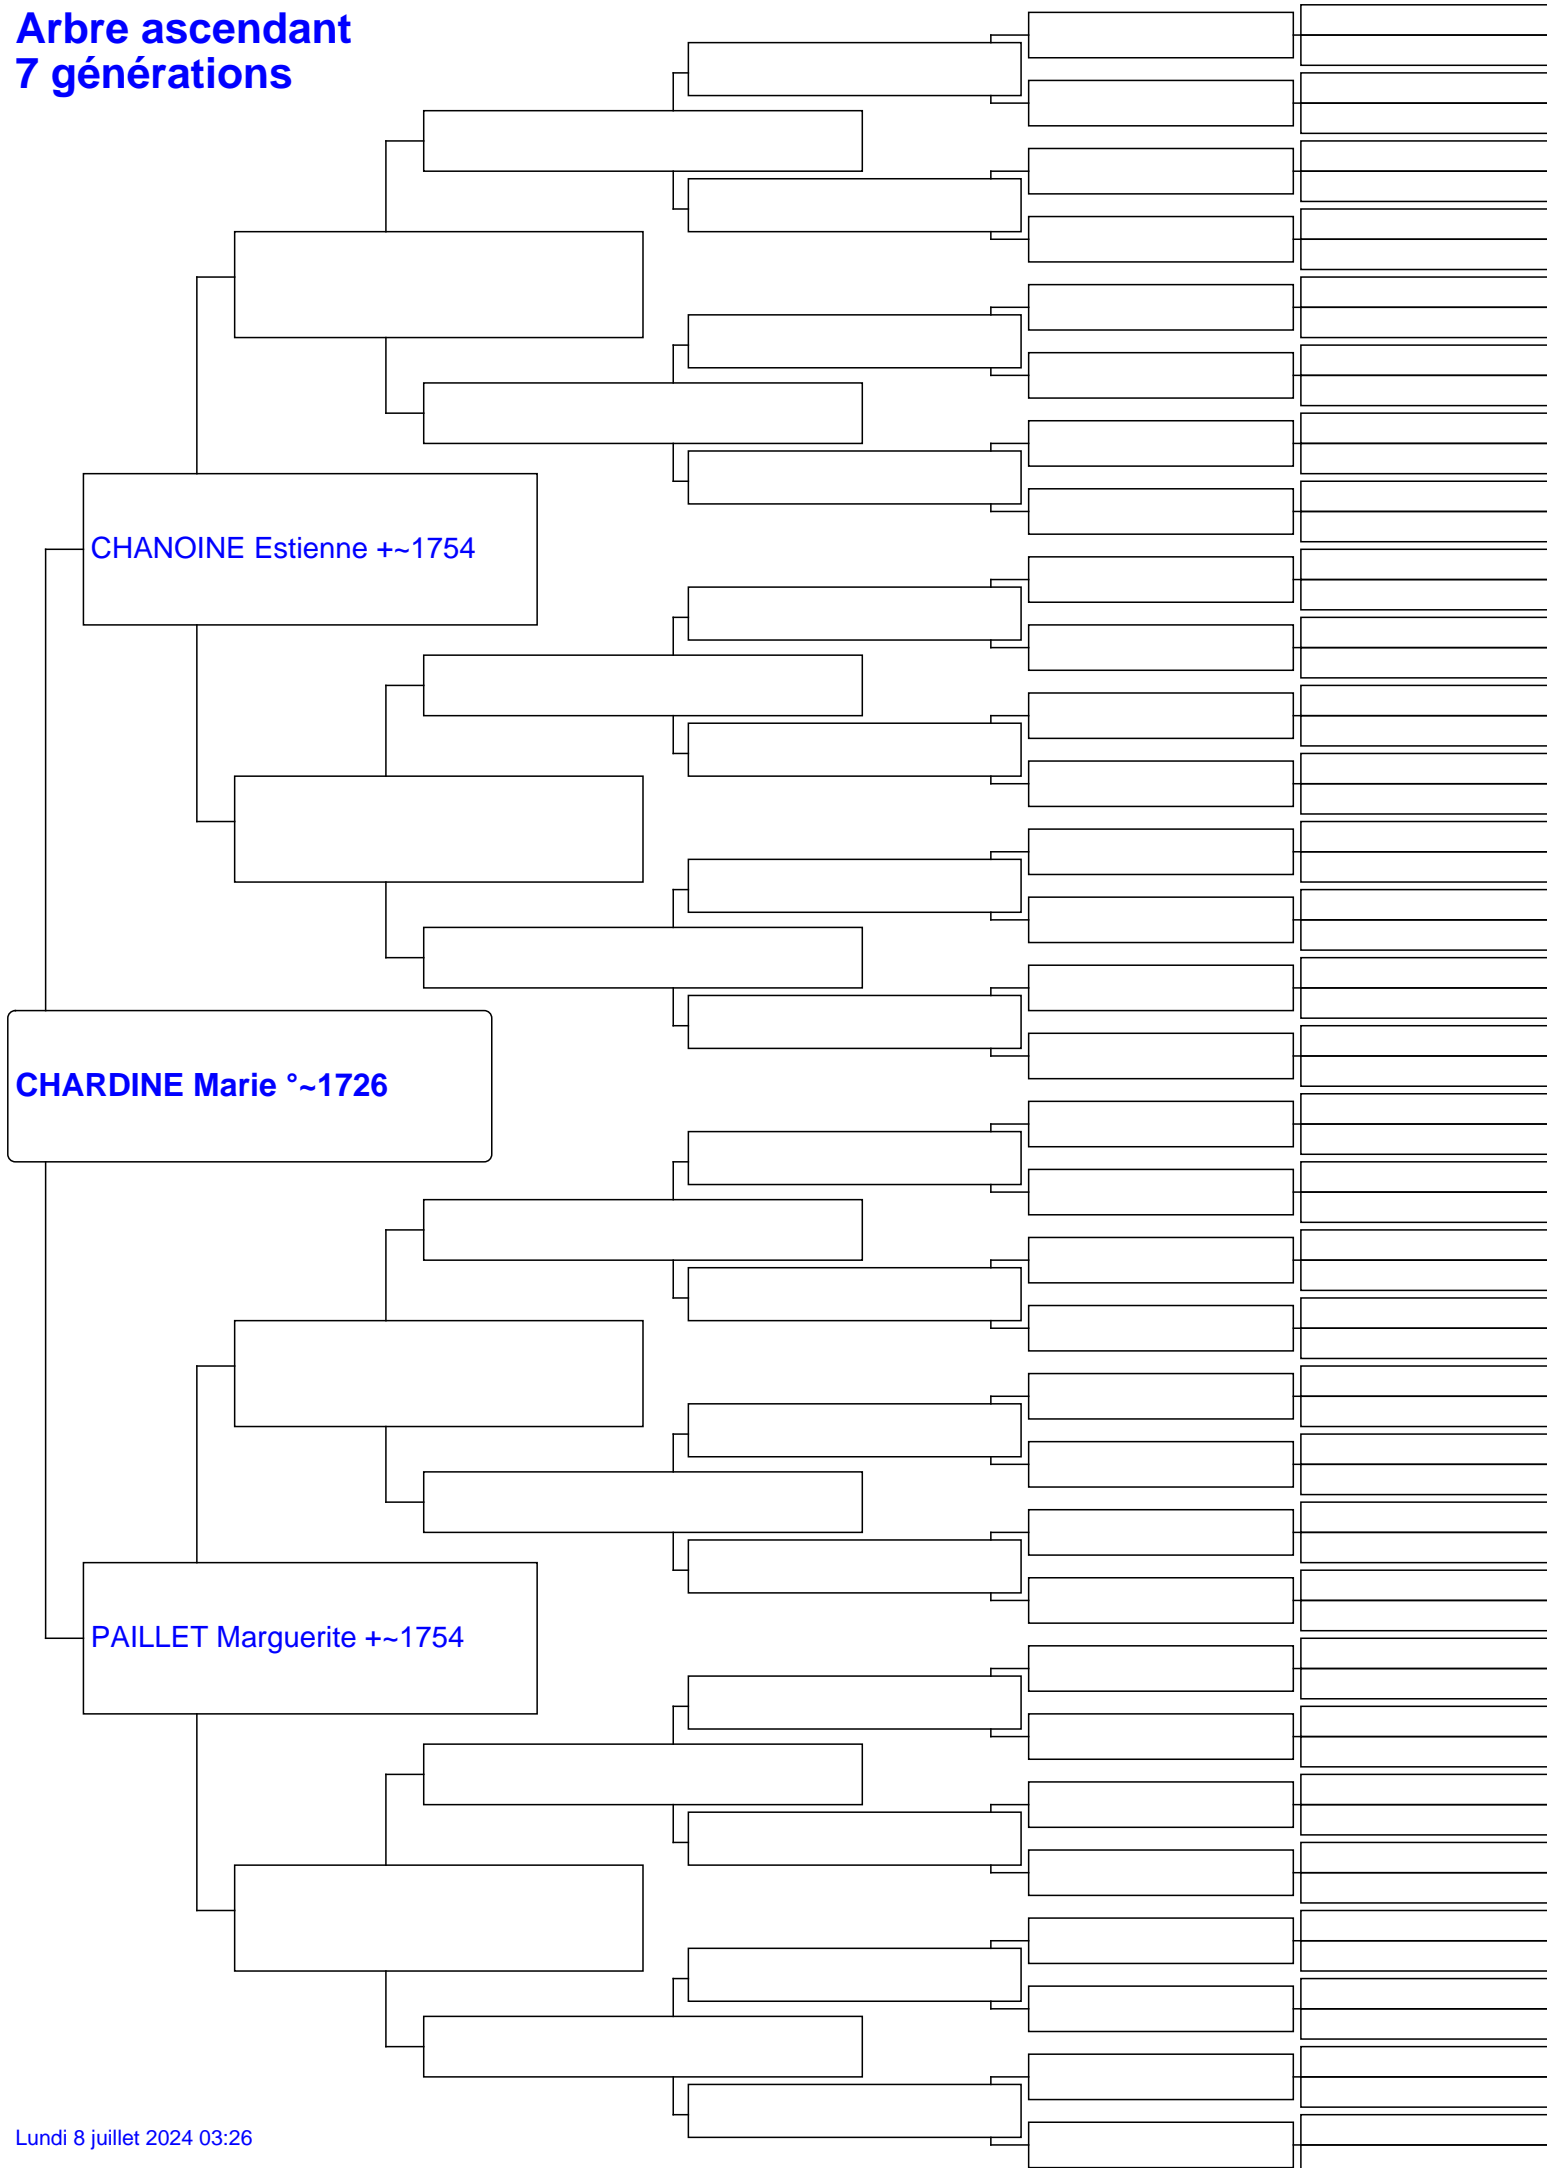 Arbre ascendant
7 générations
CHANOINE Estienne +~1754
CHARDINE Marie °~1726
PAILLET Marguerite +~1754
Lundi 8 juillet 2024 03:26